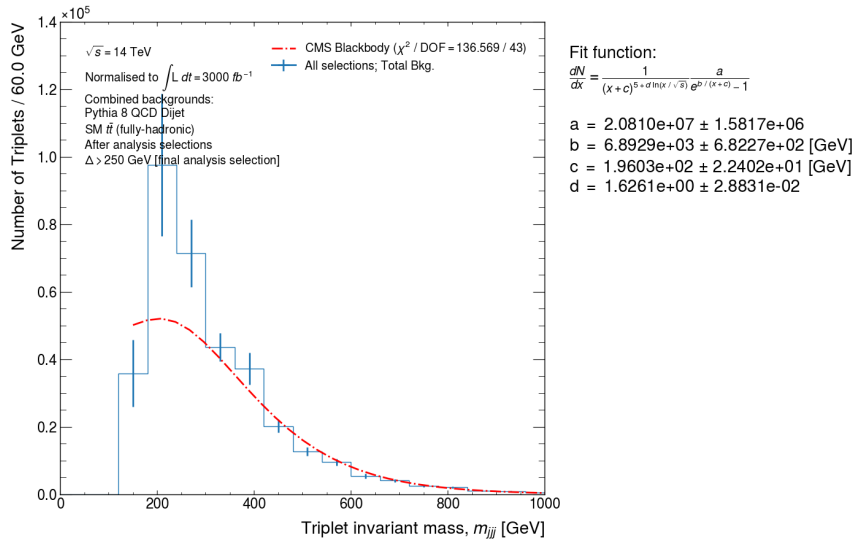 ×10⁵
1.4
1.2
1.0
0.8
0.6
0.4
0.2
0.0
0
200
400
600
800
1000
Number of Triplets / 60.0 GeV
Triplet invariant mass, m_{jjj} [GeV]
√s = 14 TeV
Normalised to ∫L dt = 3000 fb⁻¹
Combined backgrounds:
Pythia 8 QCD Dijet
SM tt̄ (fully-hadronic)
After analysis selections
Δ > 250 GeV [final analysis selection]
CMS Blackbody (χ² / DOF = 136.569 / 43)
All selections; Total Bkg.
Fit function:
dN/dx = 1/(x + c)^{5 + d ln(x / √s)} a/(e^{b / (x + c)} - 1)
a = 2.0810e+07 ± 1.5817e+06
b = 6.8929e+03 ± 6.8227e+02 [GeV]
c = 1.9603e+02 ± 2.2402e+01 [GeV]
d = 1.6261e+00 ± 2.8831e-02